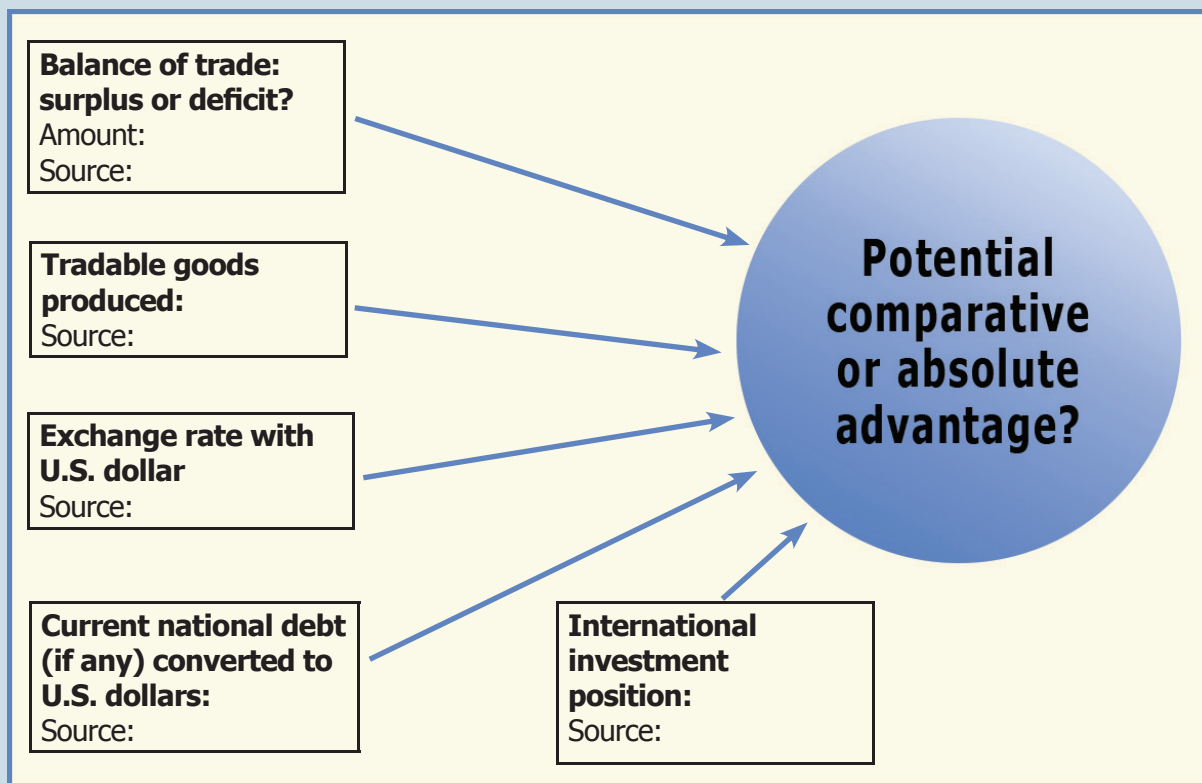 Balance of trade:
surplus or deficit?
Amount:
Source:
Tradable goods
produced:
Source:
Exchange rate with
U.S. dollar
Source:
Current national debt
(if any) converted to
U.S. dollars:
Source:
International
investment
position:
Source:
Potential
comparative
or absolute
advantage?